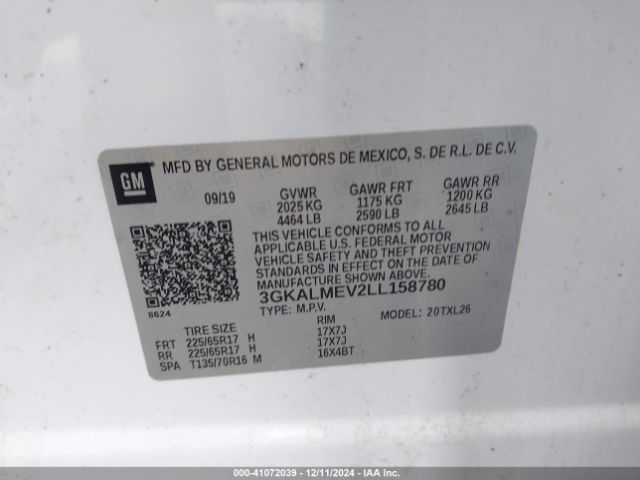 GM
MFD BY GENERAL MOTORS DE MEXICO, S. DE R.L. DE C.V.
09/19 GVWR GAWR FRT GAWR RR
2025 KG 1175 KG 1200 KG
4464 LB 2590 LB 2645 LB
THIS VEHICLE CONFORMS TO ALL
APPLICABLE U.S. FEDERAL MOTOR
VEHICLE SAFETY AND THEFT PREVENTION
STANDARDS IN EFFECT ON THE DATE OF
MANUFACTURE SHOWN ABOVE.
3GKALMEV2LL158780
8624 TYPE: M.P.V. MODEL: 20TXL26
TIRE SIZE RIM
FRT 225/65R17 H 17X7J
RR 225/65R17 H 17X7J
SPA T135/70R16 M 16X4BT
000-41072039 - 12/11/2024 - IAA Inc.